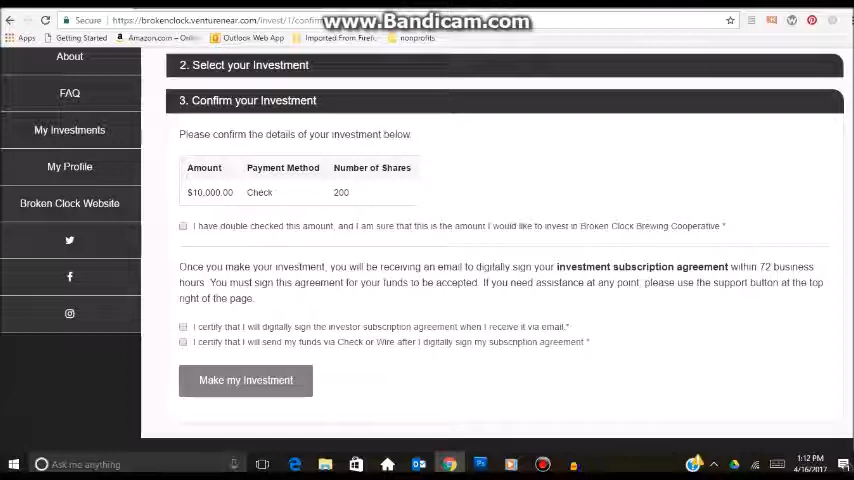 www.Bandicam.com
Secure https://brokenclock.venturenear.com/invest/1/confirm
Apps Getting Started Amazon.com – Onlin Outlook Web App Imported From Firef nonprofits
About
FAQ
My Investments
My Profile
Broken Clock Website
2. Select your Investment
3. Confirm your Investment
Please confirm the details of your investment below.
Amount Payment Method Number of Shares
$10,000.00 Check 200
I have double checked this amount, and I am sure that this is the amount I would like to invest in Broken Clock Brewing Cooperative *
Once you make your investment, you will be receiving an email to digitally sign your investment subscription agreement within 72 business
hours. You must sign this agreement for your funds to be accepted. If you need assistance at any point, please use the support button at the top
right of the page.
I certify that I will digitally sign the investor subscription agreement when I receive it via email.*
I certify that I will send my funds via Check or Wire after I digitally sign my subscription agreement *
Make my Investment
Ask me anything
1:12 PM
4/16/2017